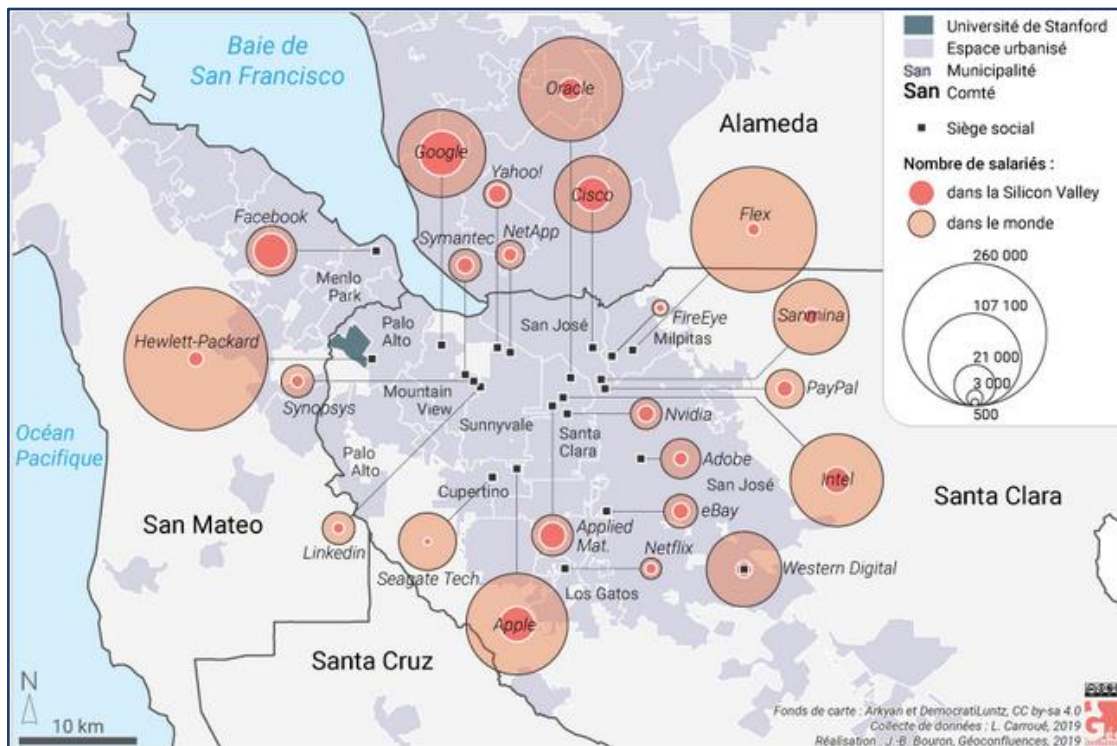 Baie de
San Francisco
Océan
Pacifique
Alameda
San Mateo
Santa Cruz
Santa Clara
Menlo
Park
Palo
Alto
Mountain
View
Sunnyvale
San José
Milpitas
Santa
Clara
Palo
Alto
Cupertino
San José
Los Gatos
Oracle
Google
Yahoo!
Cisco
Flex
Facebook
Symantec
NetApp
FireEye
Sanmina
Hewlett-Packard
Synopsys
PayPal
Nvidia
Adobe
Intel
eBay
Linkedin
Seagate Tech.
Applied
Mat.
Netflix
Western Digital
Apple
Université de Stanford
Espace urbanisé
San Municipalité
San Comté
Siège social
Nombre de salariés :
dans la Silicon Valley
dans le monde
260 000
107 100
21 000
3 000
500
N
10 km
Fonds de carte : Arkyan et DemocratiLuntz, CC by-sa 4.0
Collecte de données : L. Carroué, 2019
Réalisation : J.-B. Bouron, Géoconfluences, 2019
G